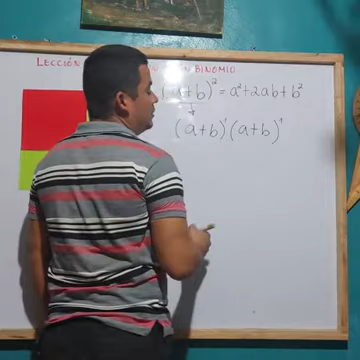 LECCIÓN BINOMIO
(a+b)² = a²+2ab+b²
(a+b)¹(a+b)¹